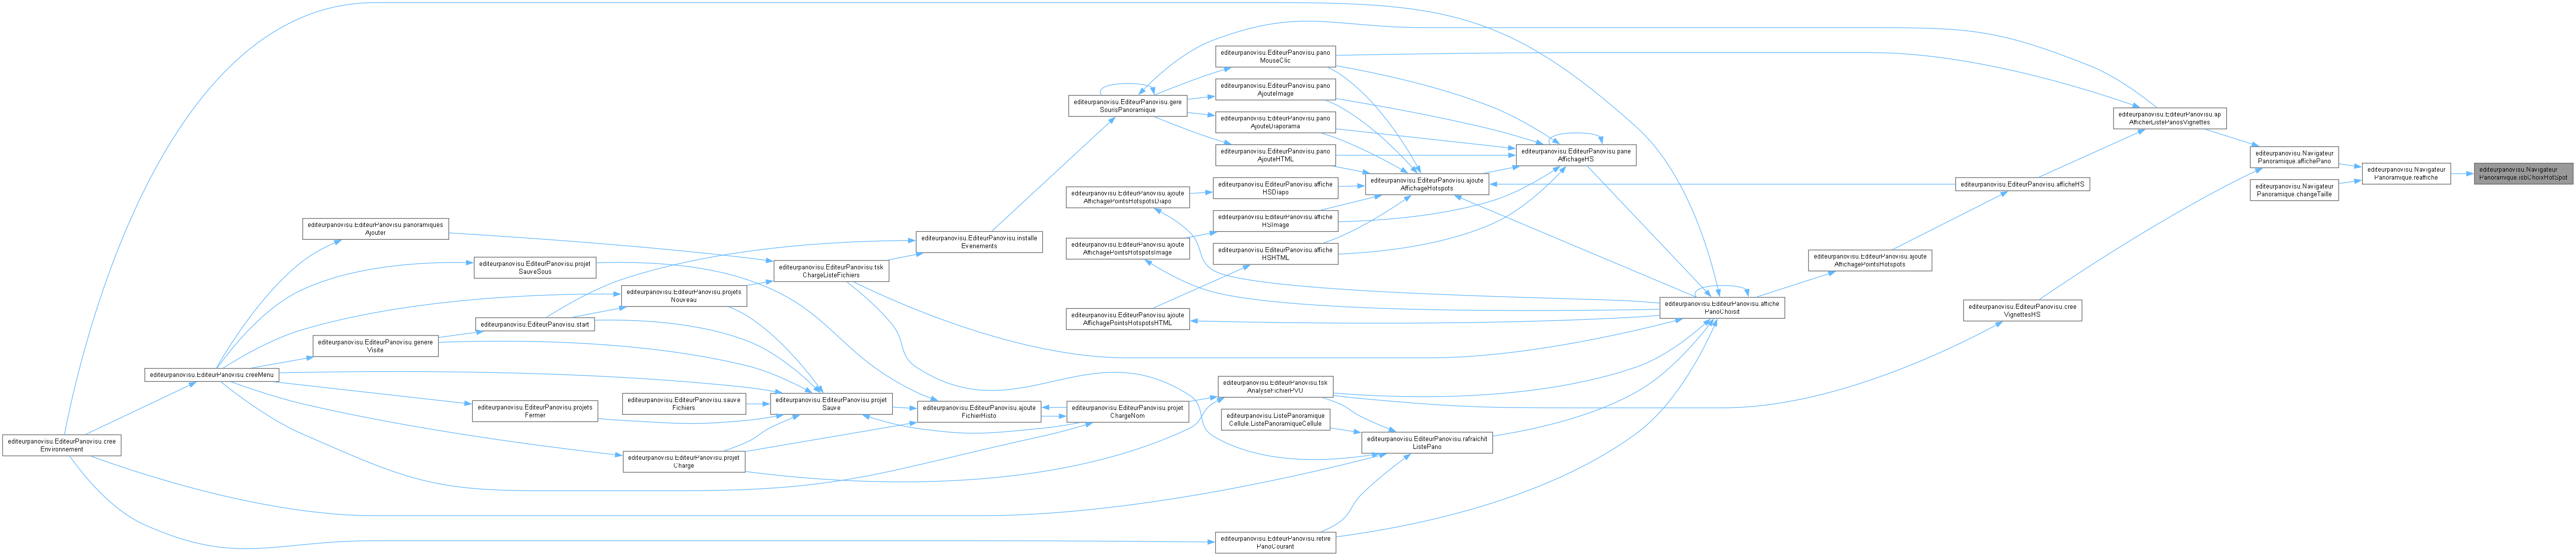 editeurpanovisu.EditeurPanovisu.cree
Environnement
editeurpanovisu.EditeurPanovisu.creeMenu
editeurpanovisu.EditeurPanovisu.panoramiques
Ajouter
editeurpanovisu.EditeurPanovisu.genere
Visite
editeurpanovisu.EditeurPanovisu.projet
SauveSous
editeurpanovisu.EditeurPanovisu.start
editeurpanovisu.EditeurPanovisu.projets
Fermer
editeurpanovisu.EditeurPanovisu.projets
Nouveau
editeurpanovisu.EditeurPanovisu.sauve
Fichiers
editeurpanovisu.EditeurPanovisu.projet
Charge
editeurpanovisu.EditeurPanovisu.tsk
ChargeListeFichiers
editeurpanovisu.EditeurPanovisu.projet
Sauve
editeurpanovisu.EditeurPanovisu.installe
Evenements
editeurpanovisu.EditeurPanovisu.ajoute
FichierHisto
editeurpanovisu.EditeurPanovisu.gere
SourisPanoramique
editeurpanovisu.EditeurPanovisu.ajoute
AffichagePointsHotspotsDiapo
editeurpanovisu.EditeurPanovisu.ajoute
AffichagePointsHotspotsImage
editeurpanovisu.EditeurPanovisu.ajoute
AffichagePointsHotspotsHTML
editeurpanovisu.EditeurPanovisu.projet
ChargeNom
editeurpanovisu.EditeurPanovisu.pano
MouseClic
editeurpanovisu.EditeurPanovisu.pano
AjouteImage
editeurpanovisu.EditeurPanovisu.pano
AjouteDiaporama
editeurpanovisu.EditeurPanovisu.pano
AjouteHTML
editeurpanovisu.EditeurPanovisu.affiche
HSDiapo
editeurpanovisu.EditeurPanovisu.affiche
HSImage
editeurpanovisu.EditeurPanovisu.affiche
HSHTML
editeurpanovisu.EditeurPanovisu.tsk
AnalyseFichierPVU
editeurpanovisu.ListePanoramique
Cellule.ListePanoramiqueCellule
editeurpanovisu.EditeurPanovisu.retire
PanoCourant
editeurpanovisu.EditeurPanovisu.ajoute
AffichageHotspots
editeurpanovisu.EditeurPanovisu.rafraichit
ListePano
editeurpanovisu.EditeurPanovisu.pane
AffichageHS
editeurpanovisu.EditeurPanovisu.affiche
PanoChoisit
editeurpanovisu.EditeurPanovisu.ajoute
AffichagePointsHotspots
editeurpanovisu.EditeurPanovisu.afficheHS
editeurpanovisu.EditeurPanovisu.cree
VignettesHS
editeurpanovisu.EditeurPanovisu.ap
AfficherListePanosVignettes
editeurpanovisu.Navigateur
Panoramique.affichePano
editeurpanovisu.Navigateur
Panoramique.changeTaille
editeurpanovisu.Navigateur
Panoramique.reaffiche
editeurpanovisu.Navigateur
Panoramique.isbChoixHotSpot